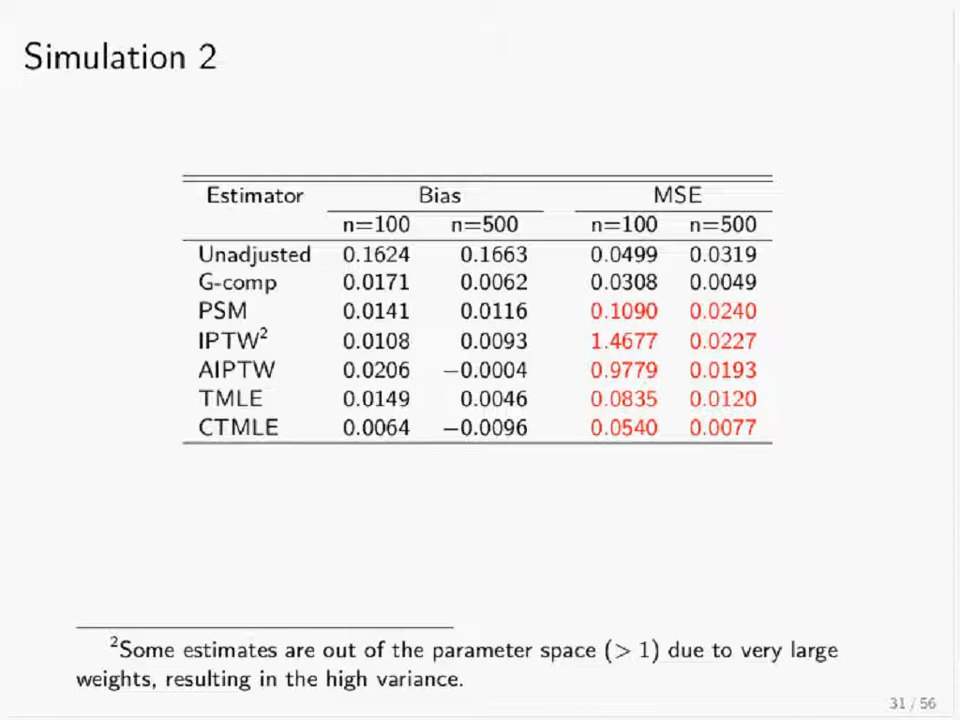 Simulation 2
Estimator Bias MSE
n=100 n=500 n=100 n=500
Unadjusted 0.1624 0.1663 0.0499 0.0319
G-comp 0.0171 0.0062 0.0308 0.0049
PSM 0.0141 0.0116 0.1090 0.0240
IPTW² 0.0108 0.0093 1.4677 0.0227
AIPTW 0.0206 −0.0004 0.9779 0.0193
TMLE 0.0149 0.0046 0.0835 0.0120
CTMLE 0.0064 −0.0096 0.0540 0.0077
²Some estimates are out of the parameter space (> 1) due to very large
weights, resulting in the high variance.
31 / 56